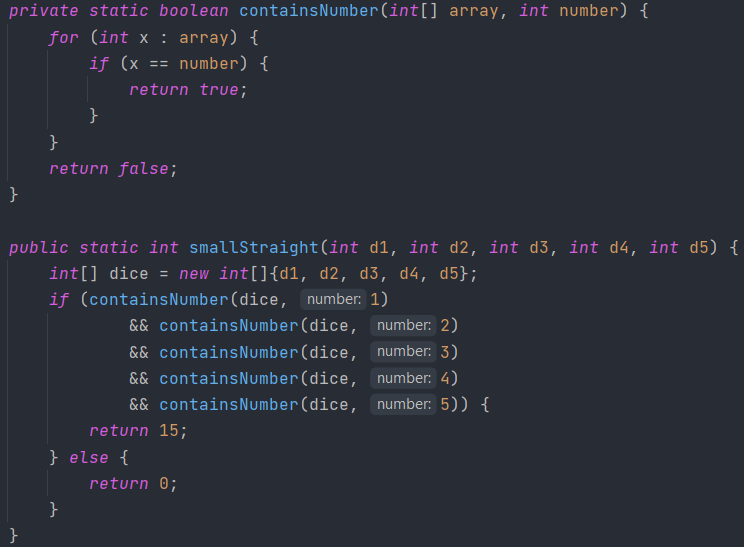 private static boolean containsNumber(int[] array, int number) {
    for (int x : array) {
        if (x == number) {
            return true;
        }
    }
    return false;
}

public static int smallStraight(int d1, int d2, int d3, int d4, int d5) {
    int[] dice = new int[]{d1, d2, d3, d4, d5};
    if (containsNumber(dice, number: 1)
            && containsNumber(dice, number: 2)
            && containsNumber(dice, number: 3)
            && containsNumber(dice, number: 4)
            && containsNumber(dice, number: 5)) {
        return 15;
    } else {
        return 0;
    }
}